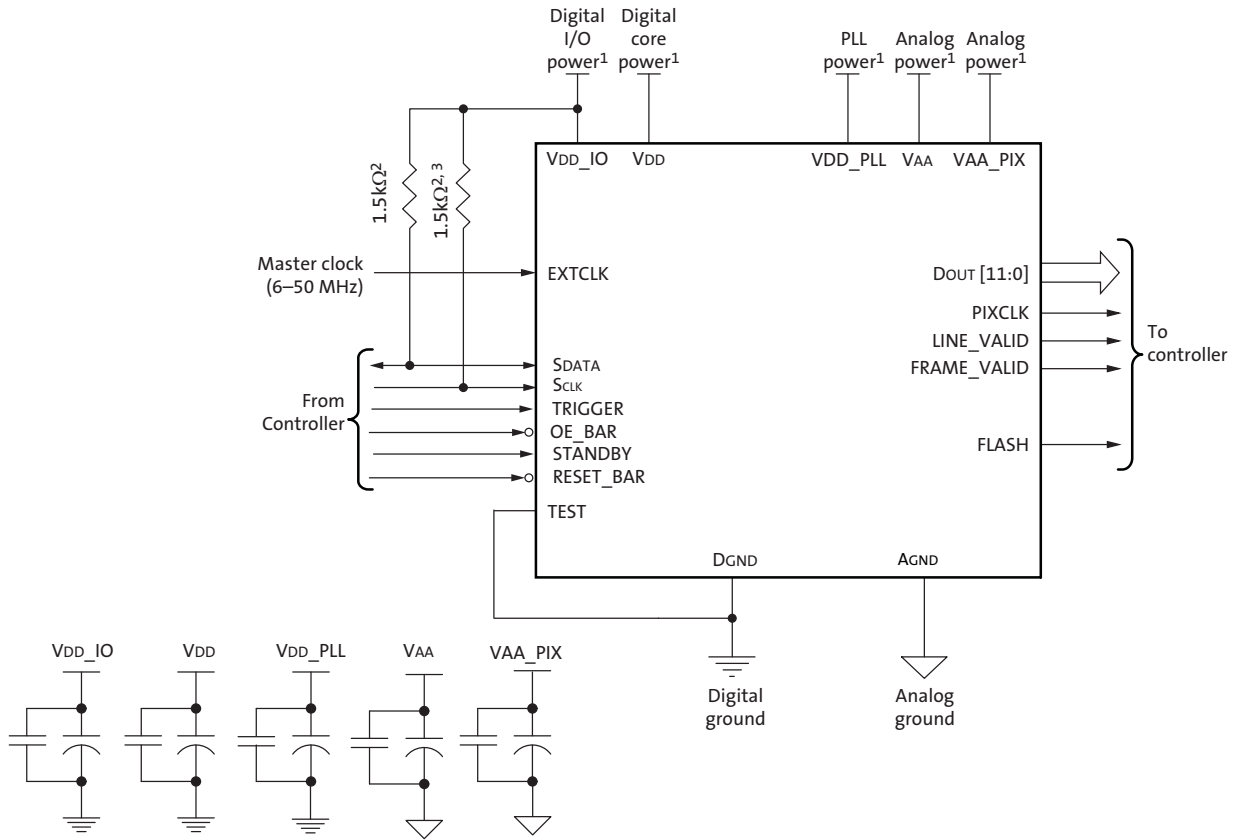 Digital
I/O
power¹
Digital
core
power¹
PLL
power¹
Analog
power¹
Analog
power¹
VDD_IO
VDD
VDD_PLL
VAA
VAA_PIX
1.5kΩ²
1.5kΩ²,³
Master clock
(6–50 MHz)
EXTCLK
DOUT [11:0]
PIXCLK
LINE_VALID
FRAME_VALID
FLASH
To
controller
From
Controller
SDATA
SCLK
TRIGGER
OE_BAR
STANDBY
RESET_BAR
TEST
DGND
AGND
Digital
ground
Analog
ground
VDD_IO
VDD
VDD_PLL
VAA
VAA_PIX